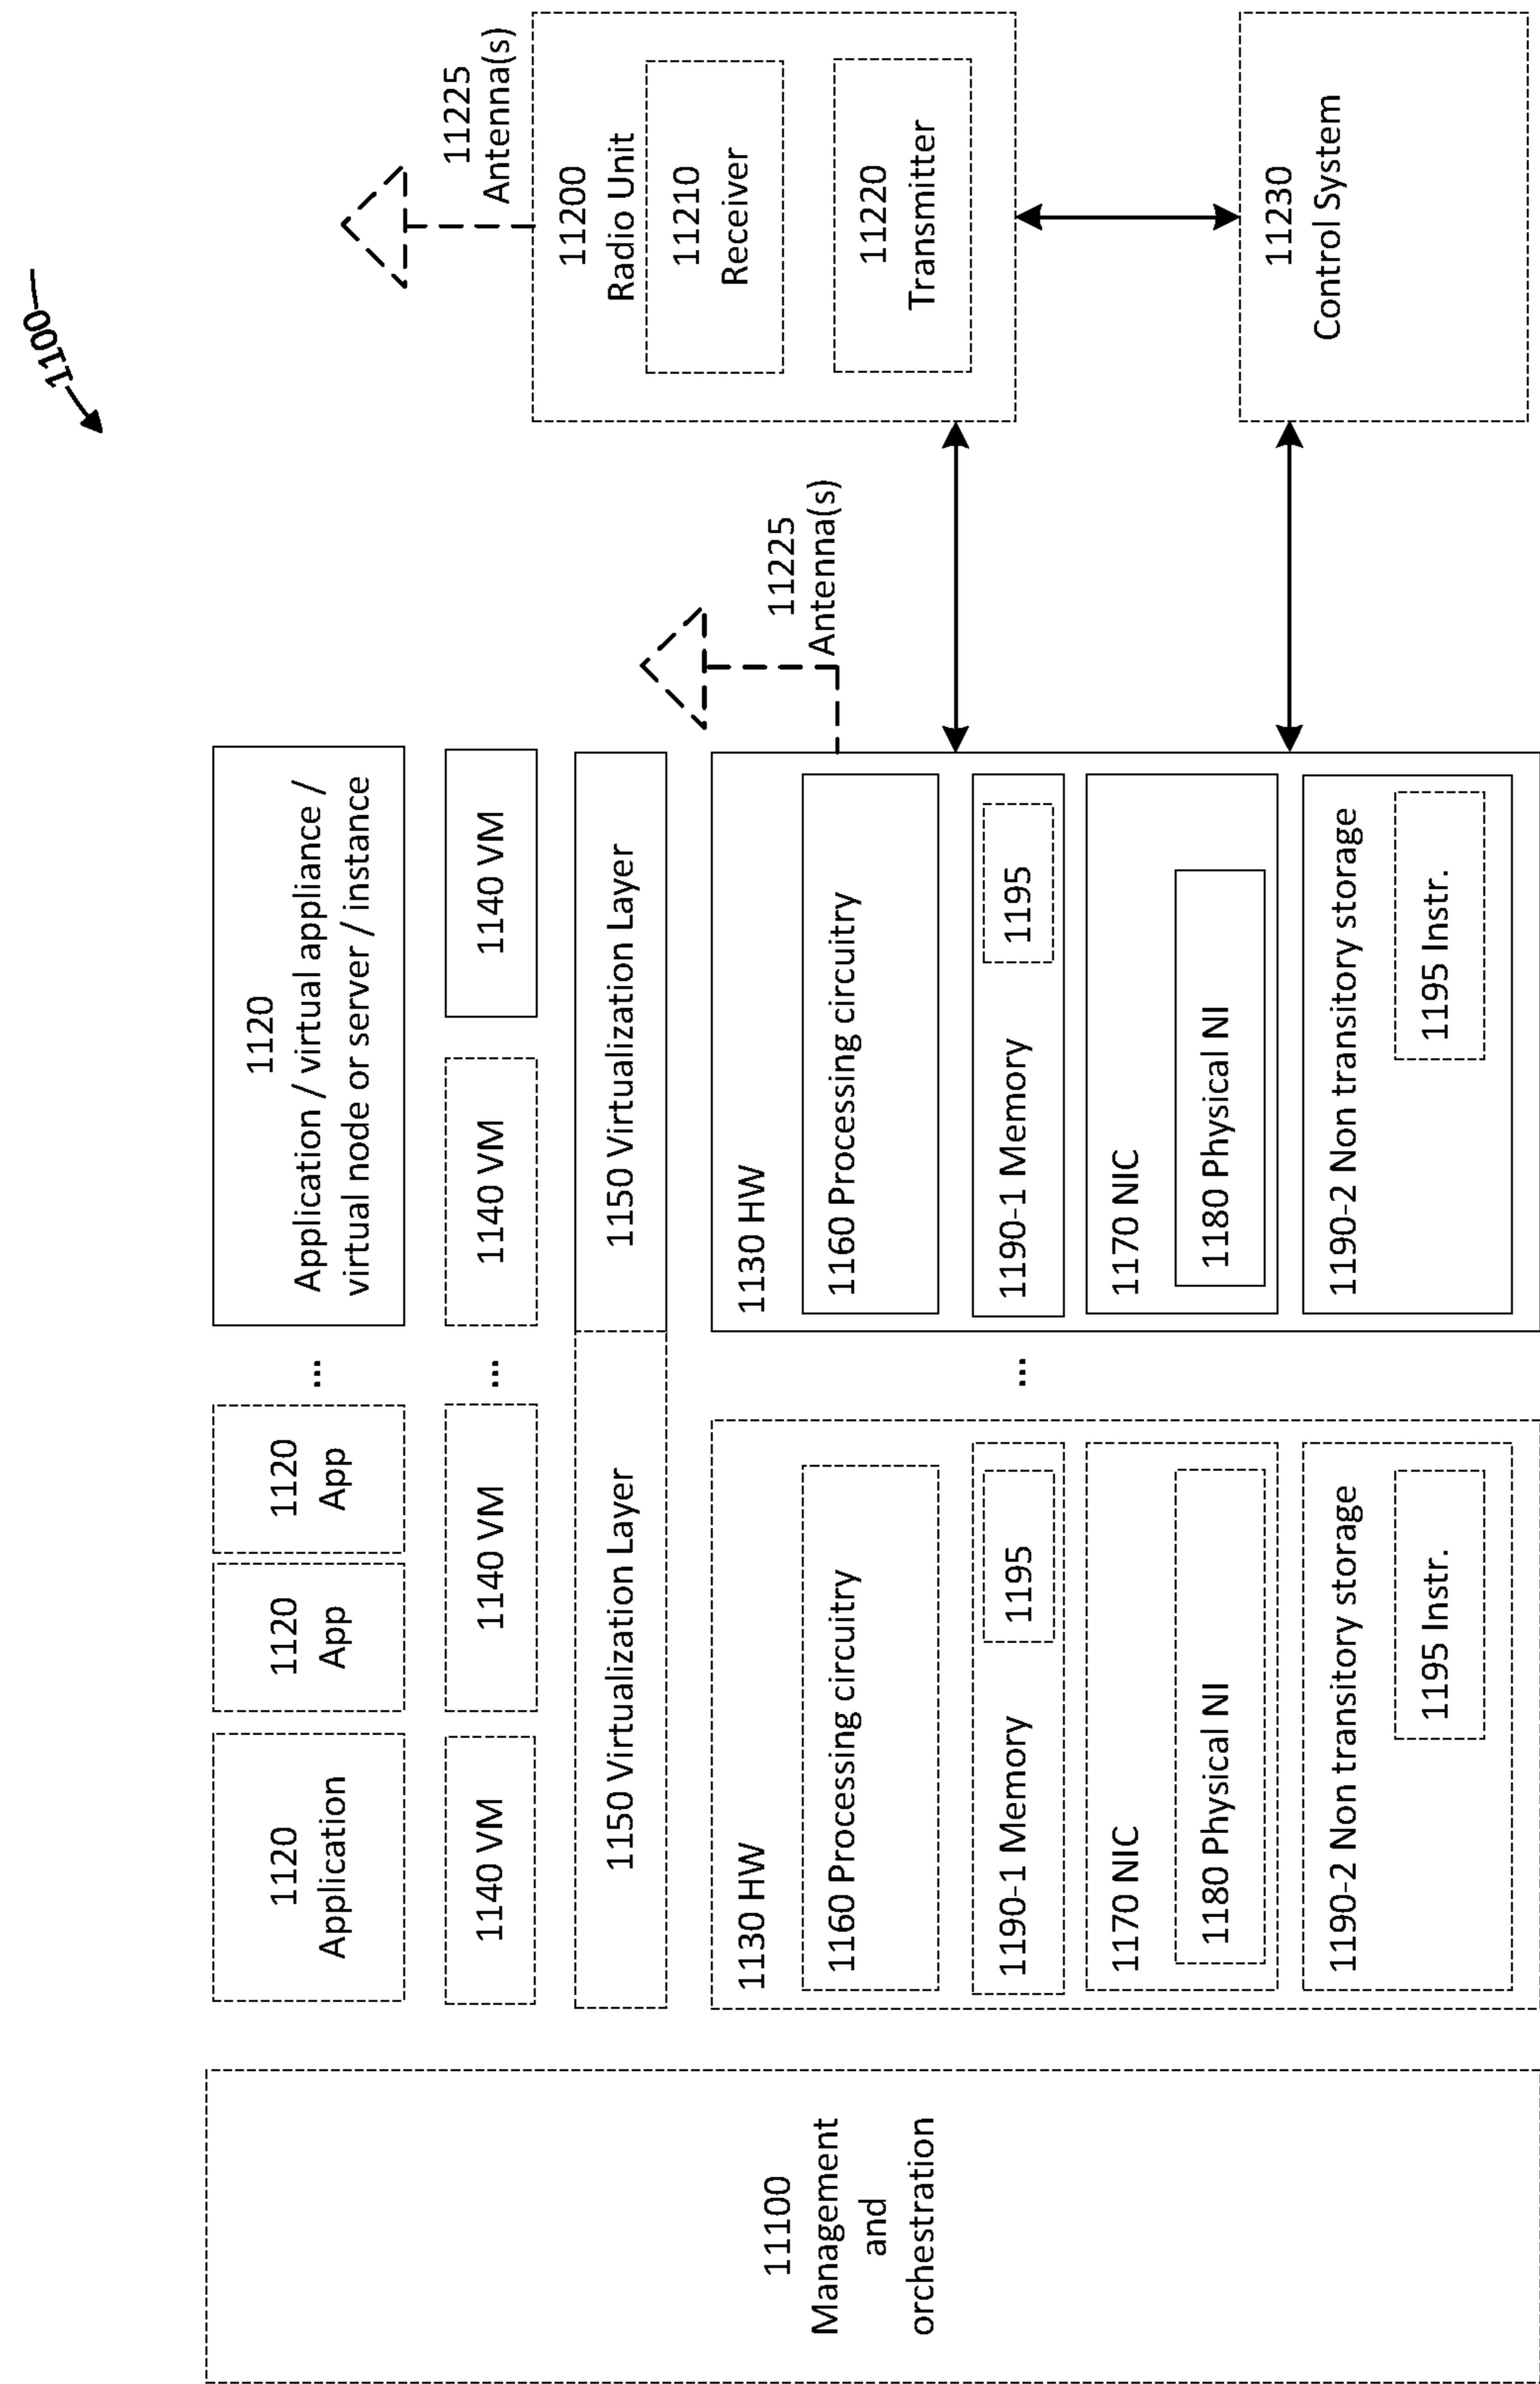 1100
11100
Management
and
orchestration
1120
Application
1120
App
1120
App
...
1120
Application / virtual appliance /
virtual node or server / instance
1140 VM
1140 VM
...
1140 VM
1140 VM
1150 Virtualization Layer
1150 Virtualization Layer
1130 HW
1160 Processing circuitry
1190-1 Memory
1195
1170 NIC
1180 Physical NI
1190-2 Non transitory storage
1195 Instr.
...
1130 HW
1160 Processing circuitry
1190-1 Memory
1195
1170 NIC
1180 Physical NI
1190-2 Non transitory storage
1195 Instr.
11225
Antenna(s)
11225
Antenna(s)
11200
Radio Unit
11210
Receiver
11220
Transmitter
11230
Control System